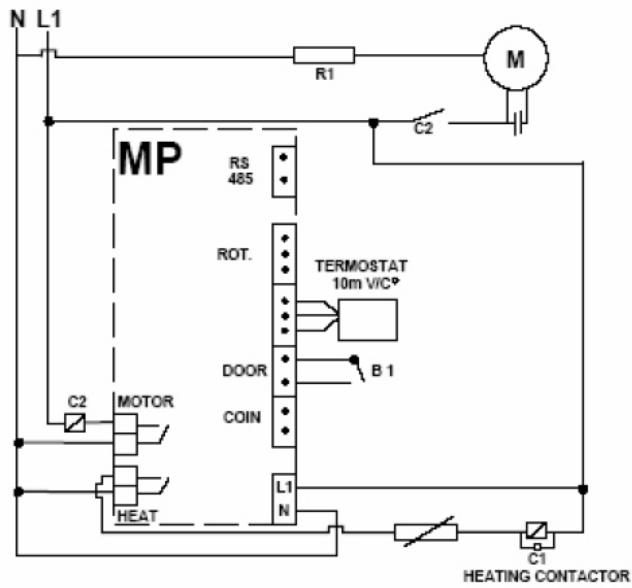 N L1
R1
M
C2
MP
RS
485
ROT.
TERMOSTAT
10m V/Cº
DOOR
B 1
C2
MOTOR
COIN
L1
N
HEAT
C1
HEATING CONTACTOR